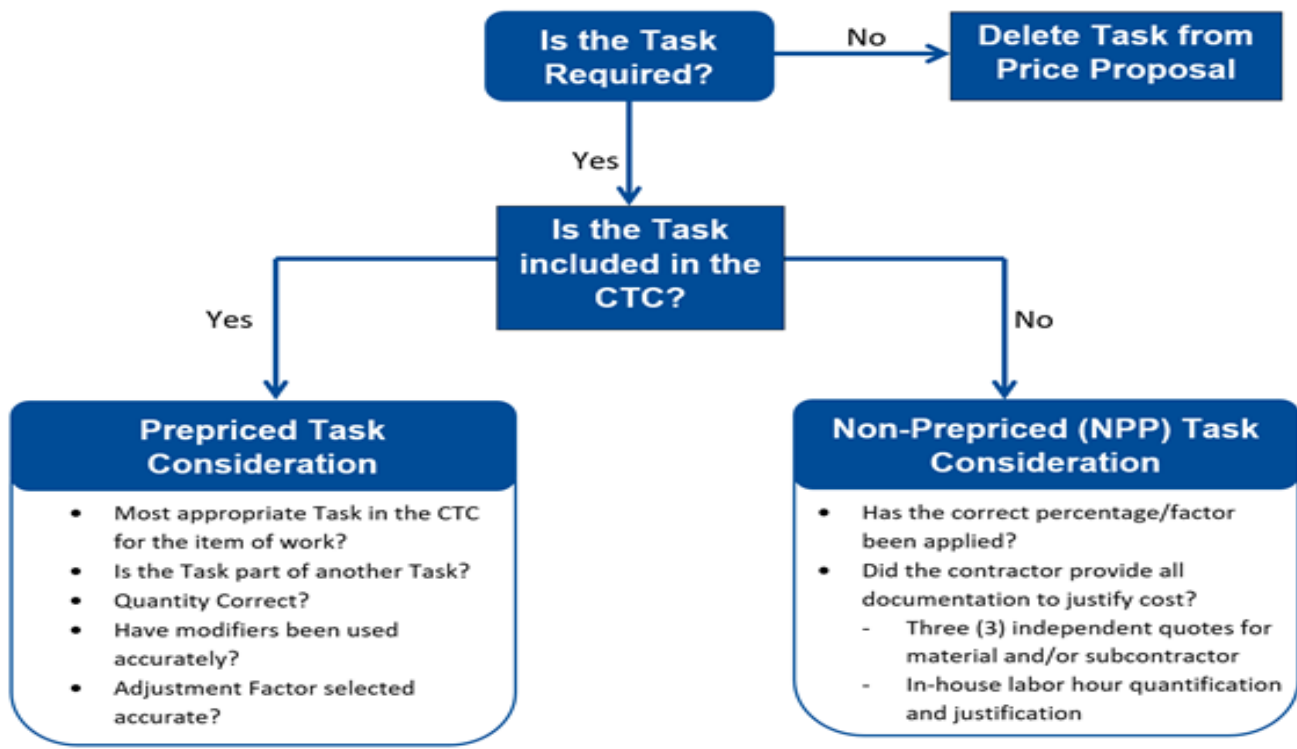 Is the Task
Required?
No
Delete Task from
Price Proposal
Yes
Is the Task
included in the
CTC?
Yes
No
Prepriced Task
Consideration
• Most appropriate Task in the CTC
for the item of work?
• Is the Task part of another Task?
• Quantity Correct?
• Have modifiers been used
accurately?
• Adjustment Factor selected
accurate?
Non-Prepriced (NPP) Task
Consideration
• Has the correct percentage/factor
been applied?
• Did the contractor provide all
documentation to justify cost?
- Three (3) independent quotes for
material and/or subcontractor
- In-house labor hour quantification
and justification